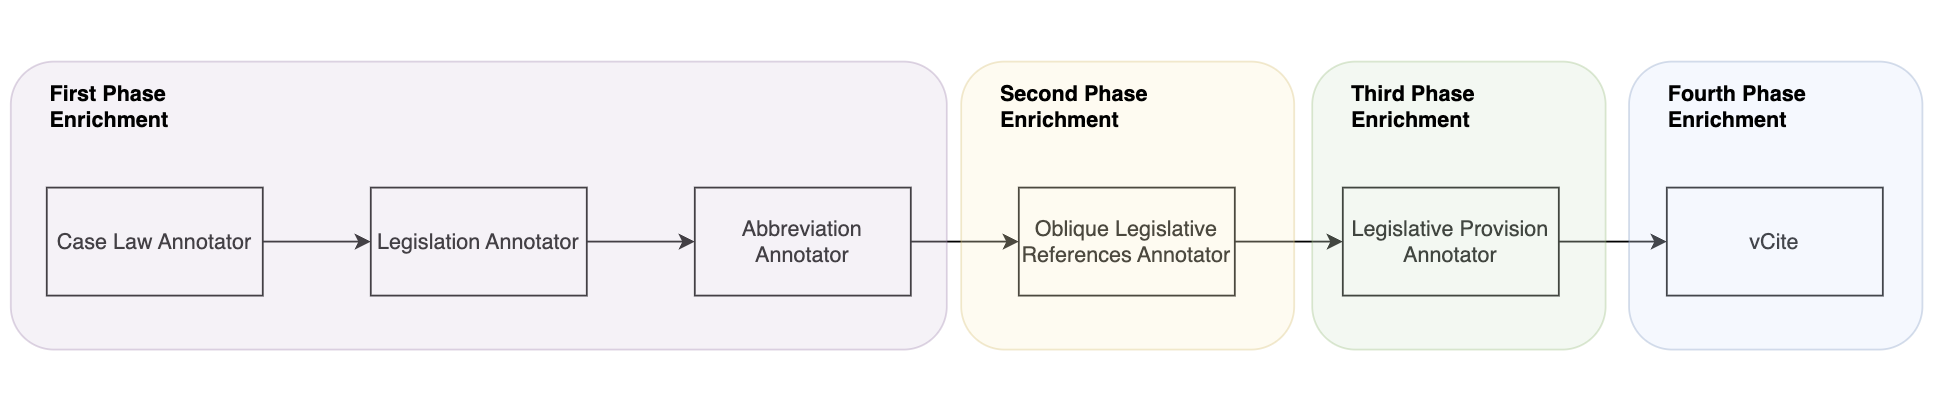 First Phase
Enrichment
Case Law Annotator
Legislation Annotator
Abbreviation
Annotator
Second Phase
Enrichment
Oblique Legislative
References Annotator
Third Phase
Enrichment
Legislative Provision
Annotator
Fourth Phase
Enrichment
vCite